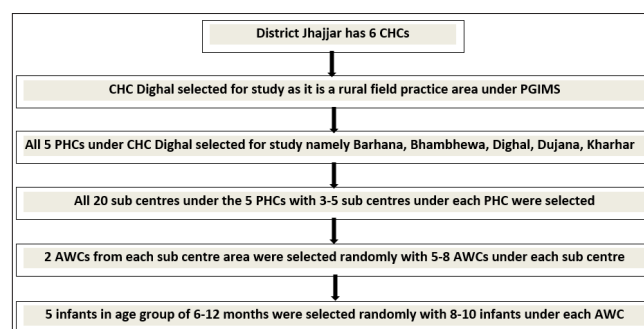 District Jhajjar has 6 CHCs
CHC Dighal selected for study as it is a rural field practice area under PGIMS
All 5 PHCs under CHC Dighal selected for study namely Barhana, Bhambhewa, Dighal, Dujana, Kharhar
All 20 sub centres under the 5 PHCs with 3-5 sub centres under each PHC were selected
2 AWCs from each sub centre area were selected randomly with 5-8 AWCs under each sub centre
5 infants in age group of 6-12 months were selected randomly with 8-10 infants under each AWC